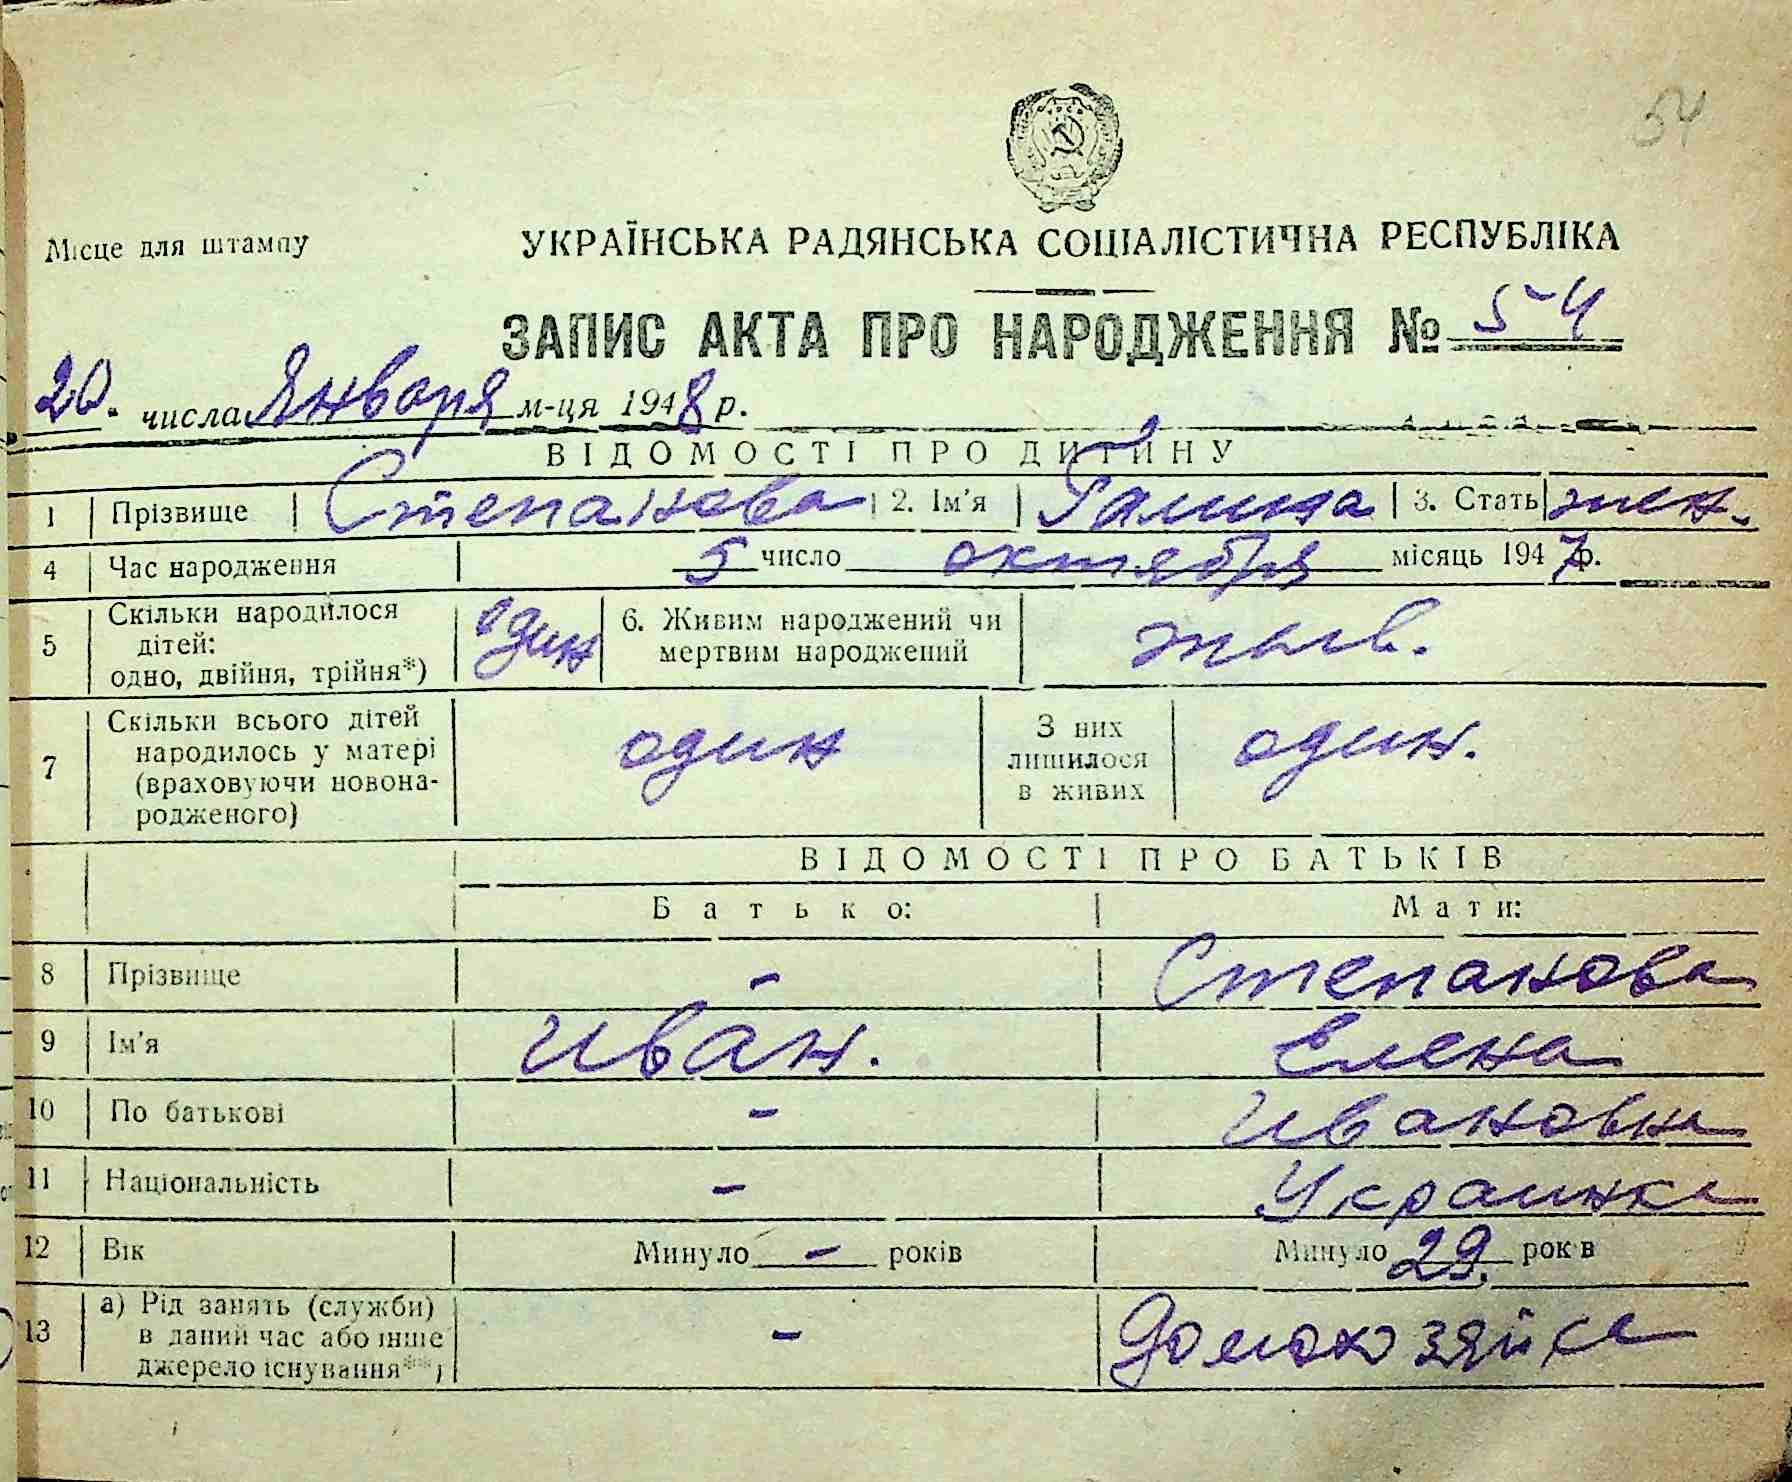 54
Місце для штампу
УКРАЇНСЬКА РАДЯНСЬКА СОЦІАЛІСТИЧНА РЕСПУБЛІКА
ЗАПИС АКТА ПРО НАРОДЖЕННЯ № 54
20. числа Января м-ця 1948 р.
ВІДОМОСТІ ПРО ДИТИНУ
1 Прізвище Степанова 2. Ім'я Галина 3. Стать жен.
4 Час народження 5 число октября місяць 1947 р.
5 Скільки народилося дітей: одно, двійня, трійня*) один 6. Живим народжений чи мертвим народжений жыв.
7 Скільки всього дітей народилось у матері (враховуючи новона-родженого) один З них лишилося в живих один.
ВІДОМОСТІ ПРО БАТЬКІВ
Батько: Мати:
8 Прізвище - Степанова
9 Ім'я Иван. Елена
10 По батькові - Ивановна
11 Національність - Украинка
12 Вік Минуло - років Минуло 29. років
13 а) Рід занять (служби) в даний час або інше джерело існування**) - домохозяйка